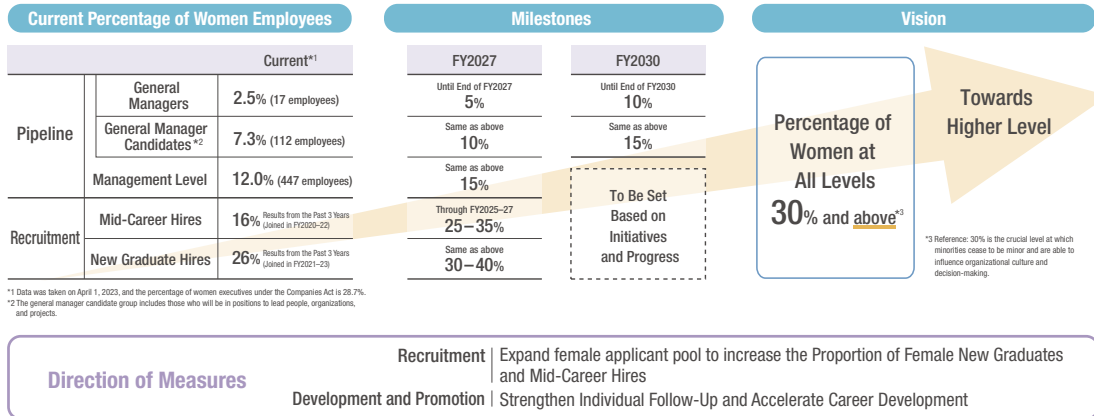 Current Percentage of Women Employees
Milestones
Vision
Current*1
FY2027
FY2030
Pipeline
General
Managers
2.5% (17 employees)
Until End of FY2027
5%
Until End of FY2030
10%
General Manager
Candidates *2
7.3% (112 employees)
Same as above
10%
Same as above
15%
Management Level
12.0% (447 employees)
Same as above
15%
To Be Set
Based on
Initiatives
and Progress
Recruitment
Mid-Career Hires
16% Results from the Past 3 Years
(Joined in FY2020–22)
Through FY2025–27
25–35%
New Graduate Hires
26% Results from the Past 3 Years
(Joined in FY2021–23)
Same as above
30–40%
Percentage of
Women at
All Levels
30% and above*3
Towards
Higher Level
*3 Reference: 30% is the crucial level at which
minorities cease to be minor and are able to
influence organizational culture and
decision-making.
*1 Data was taken on April 1, 2023, and the percentage of women executives under the Companies Act is 28.7%.
*2 The general manager candidate group includes those who will be in positions to lead people, organizations,
and projects.
Direction of Measures
Recruitment
Expand female applicant pool to increase the Proportion of Female New Graduates
and Mid-Career Hires
Development and Promotion
Strengthen Individual Follow-Up and Accelerate Career Development